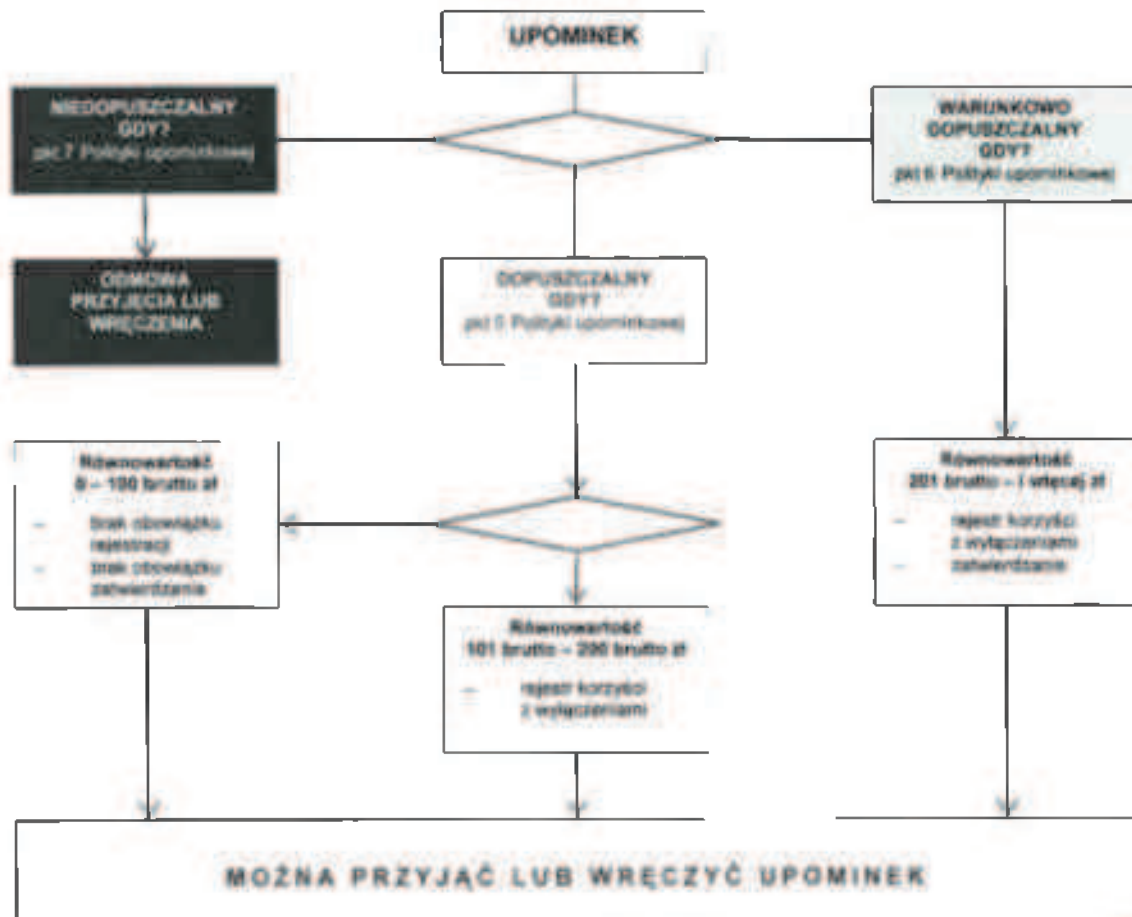 UPOMINEK
NIEDOPUSZCZALNY
GDY?
pkt 7 Polityki upominkowej
WARUNKOWO
DOPUSZCZALNY
GDY?
pkt 6 Polityki upominkowej
ODMOWA
PRZYJĘCIA LUB
WRĘCZENIA
DOPUSZCZALNY
GDY?
pkt 5 Polityki upominkowej
Równowartość
0 – 100 brutto zł
– brak obowiązku
rejestracji
– brak obowiązku
zatwierdzania
Równowartość
201 brutto – i więcej zł
– rejestr korzyści
z wyłączeniami
– zatwierdzanie
Równowartość
101 brutto – 200 brutto zł
– rejestr korzyści
z wyłączeniami
MOŻNA PRZYJĄĆ LUB WRĘCZYĆ UPOMINEK